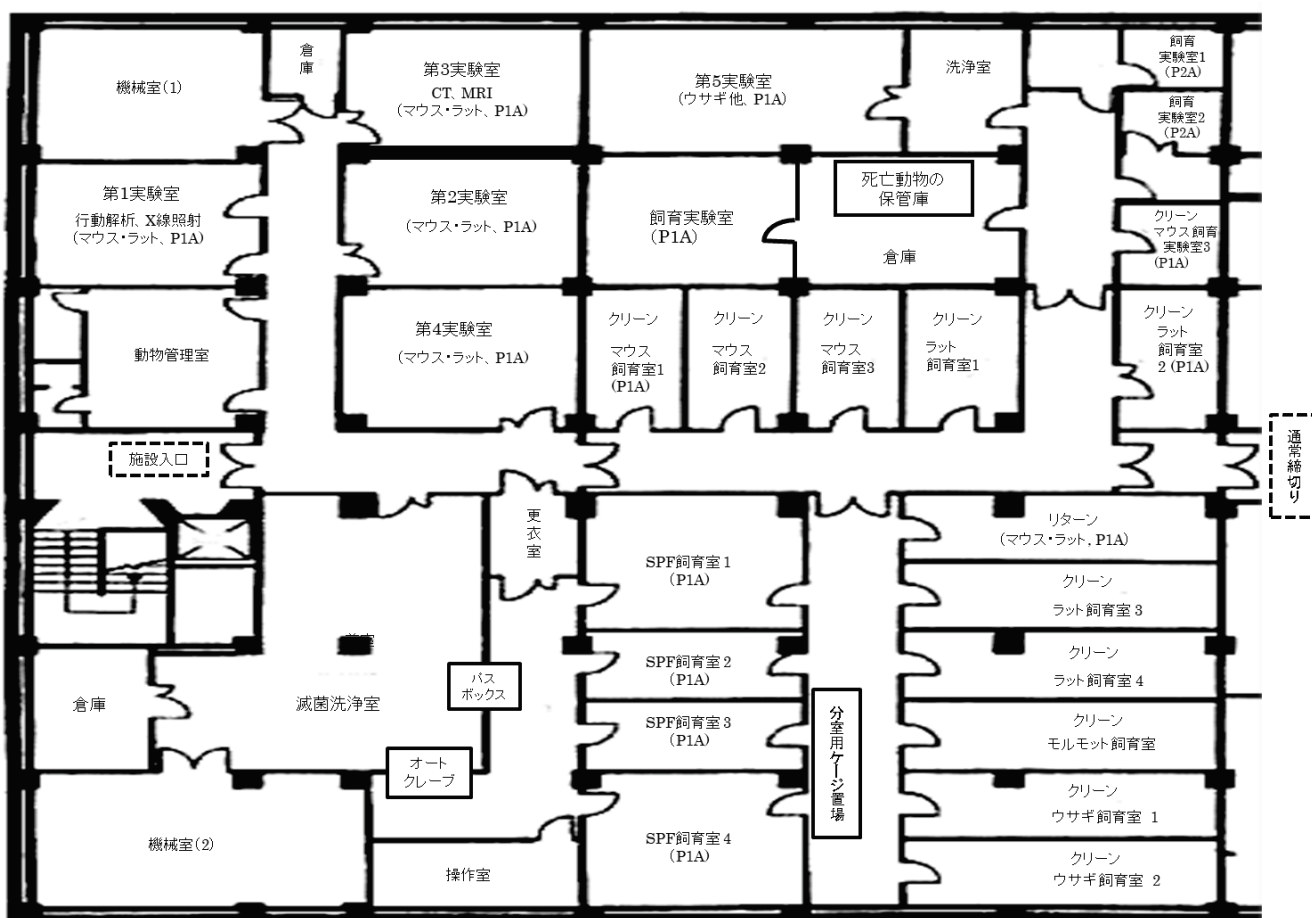 機械室(1)
倉
庫
第3実験室
CT、MRI
(マウス・ラット、P1A)
第5実験室
(ウサギ他、P1A)
洗浄室
飼育
実験室1
(P2A)
飼育
実験室2
(P2A)
第1実験室
行動解析、X線照射
(マウス・ラット、P1A)
第2実験室
(マウス・ラット、P1A)
飼育実験室
(P1A)
死亡動物の
保管庫
倉庫
クリーン
マウス飼育
実験室3
(P1A)
動物管理室
第4実験室
(マウス・ラット、P1A)
クリーン
マウス
飼育室1
(P1A)
クリーン
マウス
飼育室2
クリーン
マウス
飼育室3
クリーン
ラット
飼育室1
クリーン
ラット
飼育室
2 (P1A)
施設入口
通常締切り
更衣室
SPF飼育室1
(P1A)
リターン
(マウス・ラット, P1A)
クリーン
ラット飼育室 3
SPF飼育室 2
(P1A)
クリーン
ラット飼育室 4
倉庫
滅菌洗浄室
パス
ボックス
SPF飼育室 3
(P1A)
分室用ケージ置場
クリーン
モルモット飼育室
オート
クレーブ
クリーン
ウサギ飼育室 1
機械室(2)
操作室
SPF飼育室 4
(P1A)
クリーン
ウサギ飼育室 2